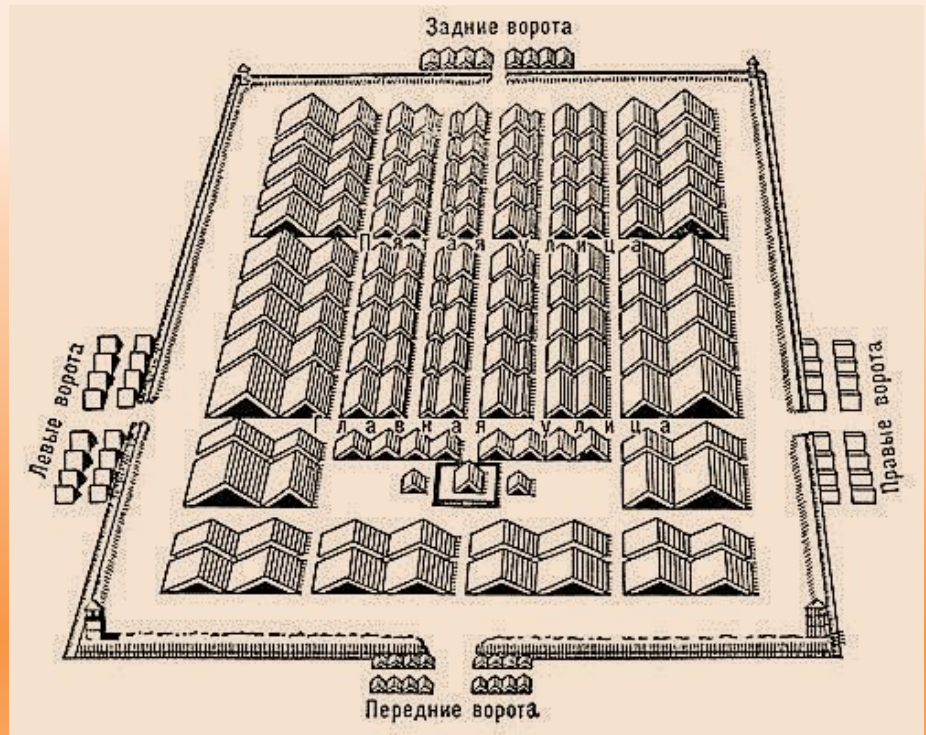 Задние ворота
Пятая улица
Левые ворота
Правые ворота
Главная улица
Передние ворота